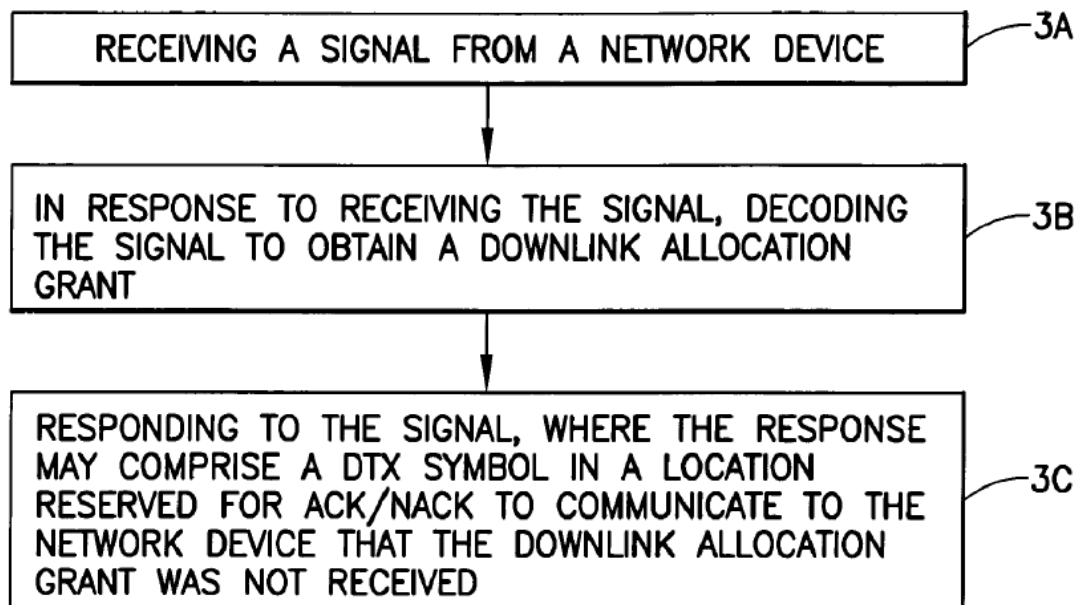 RECEIVING A SIGNAL FROM A NETWORK DEVICE
3A
IN RESPONSE TO RECEIVING THE SIGNAL, DECODING
THE SIGNAL TO OBTAIN A DOWNLINK ALLOCATION
GRANT
3B
RESPONDING TO THE SIGNAL, WHERE THE RESPONSE
MAY COMPRISE A DTX SYMBOL IN A LOCATION
RESERVED FOR ACK/NACK TO COMMUNICATE TO THE
NETWORK DEVICE THAT THE DOWNLINK ALLOCATION
GRANT WAS NOT RECEIVED
3C